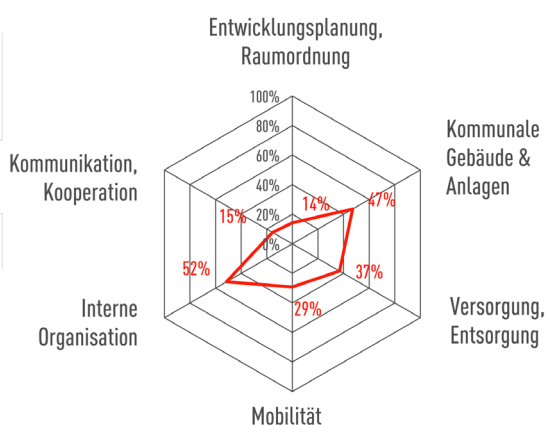 Entwicklungsplanung,
Raumordnung
100%
80%
60%
40%
20%
0%
Kommunale
Gebäude &
Anlagen
Kommunikation,
Kooperation
14%
47%
15%
52%
37%
29%
Interne
Organisation
Versorgung,
Entsorgung
Mobilität